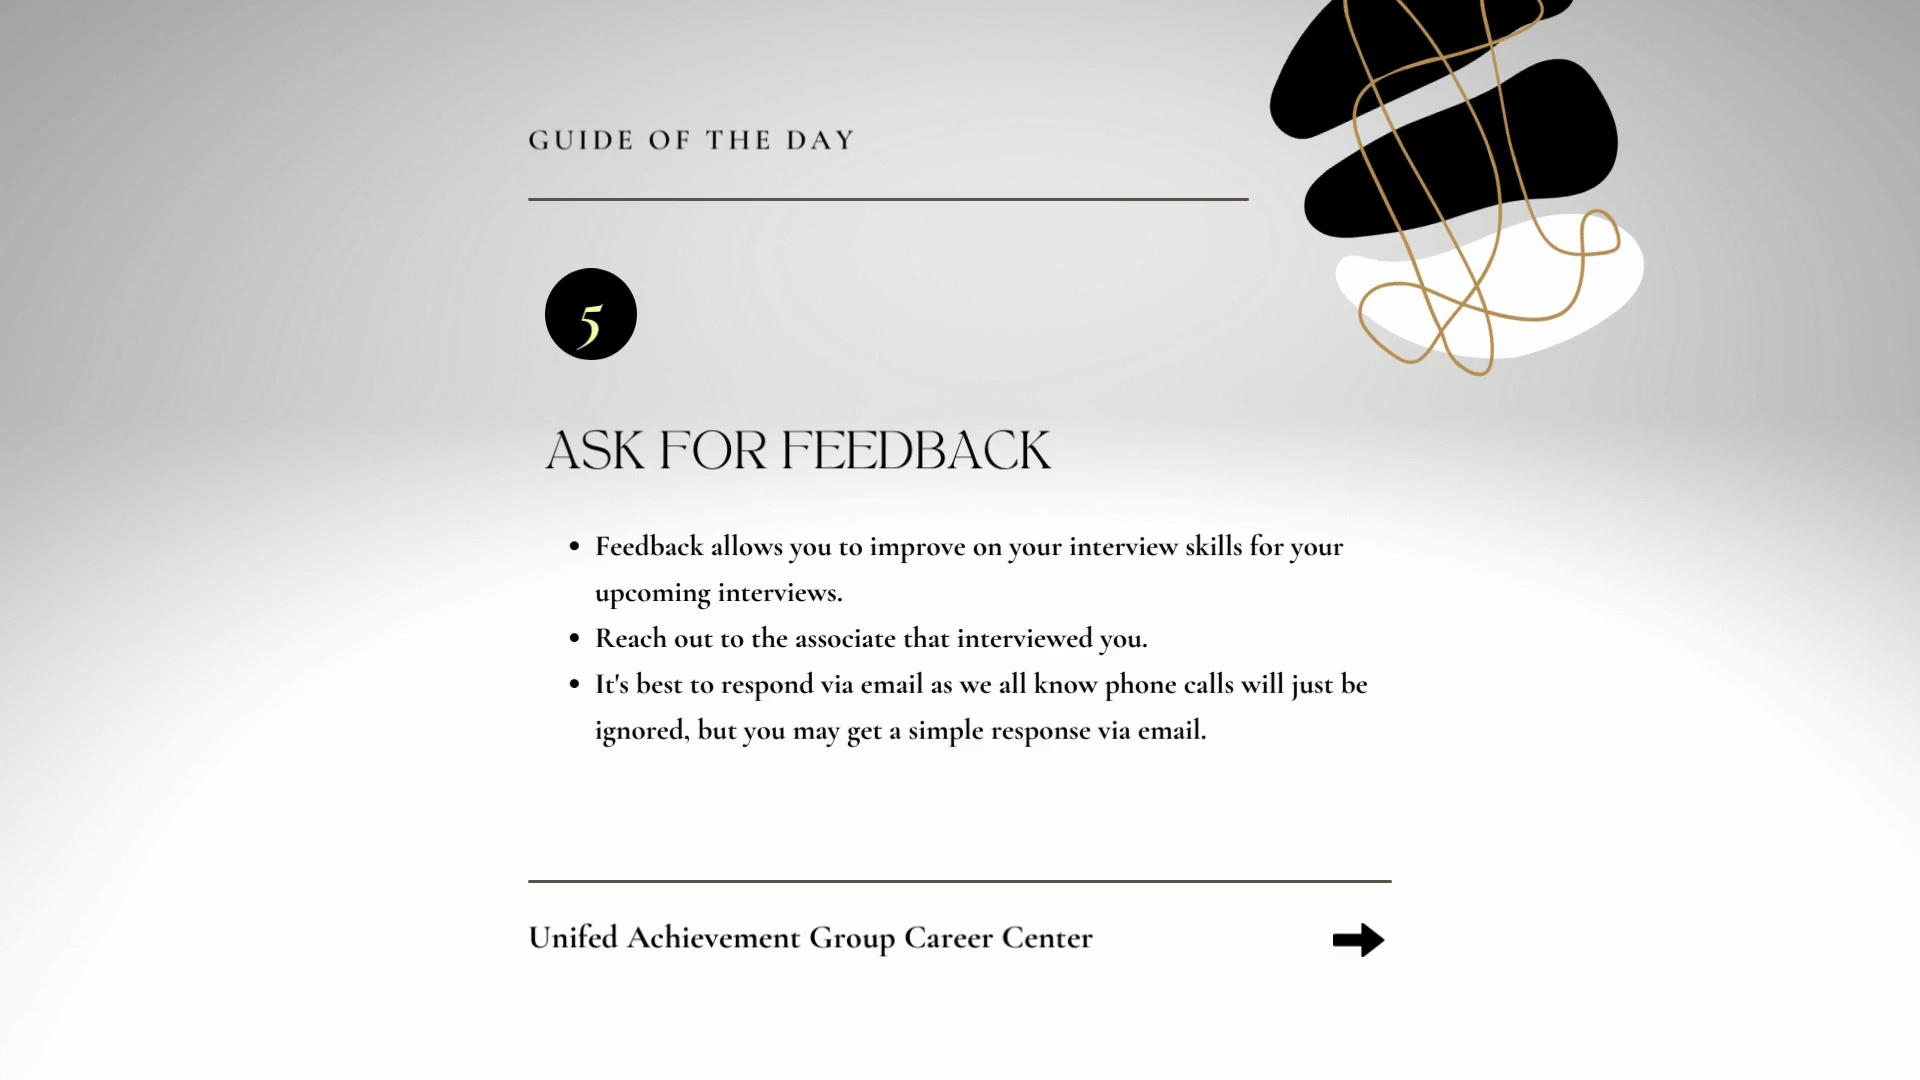 GUIDE OF THE DAY
5
ASK FOR FEEDBACK
• Feedback allows you to improve on your interview skills for your
upcoming interviews.
• Reach out to the associate that interviewed you.
• It's best to respond via email as we all know phone calls will just be
ignored, but you may get a simple response via email.
Unifed Achievement Group Career Center